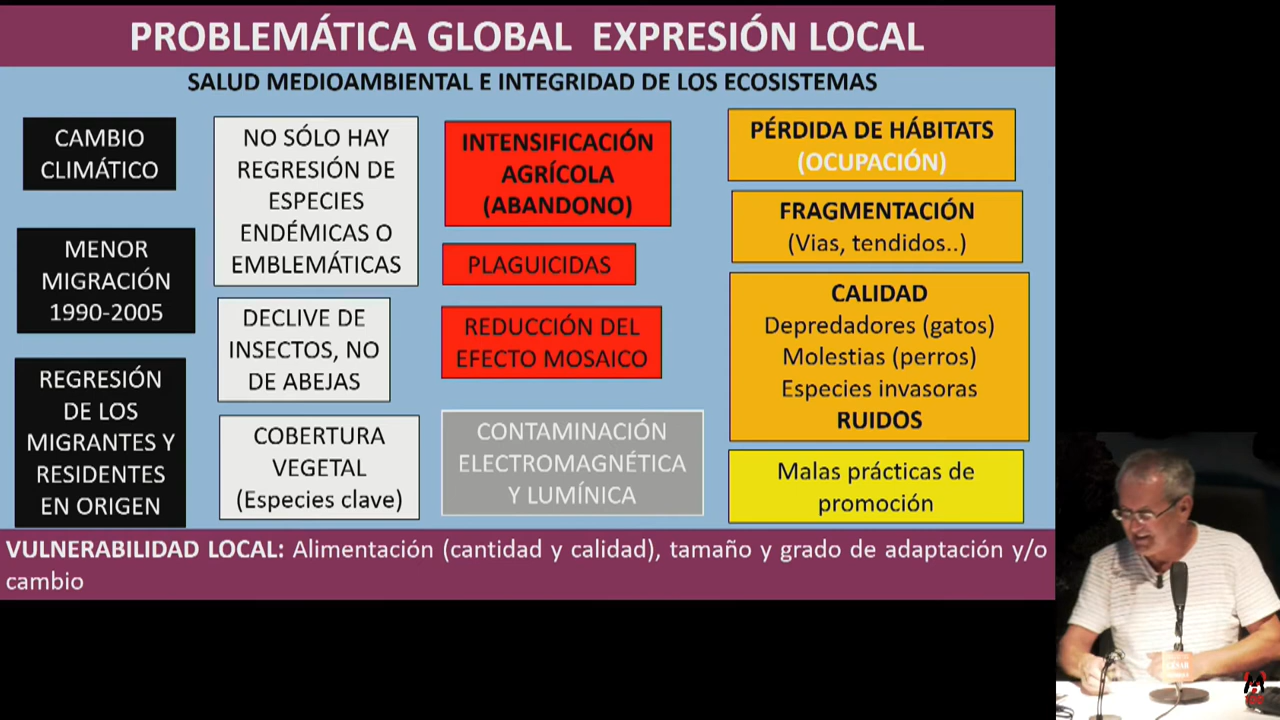 PROBLEMÁTICA GLOBAL EXPRESIÓN LOCAL
SALUD MEDIOAMBIENTAL E INTEGRIDAD DE LOS ECOSISTEMAS
CAMBIO
CLIMÁTICO
MENOR
MIGRACIÓN
1990-2005
REGRESIÓN
DE LOS
MIGRANTES Y
RESIDENTES
EN ORIGEN
NO SÓLO HAY
REGRESIÓN DE
ESPECIES
ENDÉMICAS O
EMBLEMÁTICAS
DECLIVE DE
INSECTOS, NO
DE ABEJAS
COBERTURA
VEGETAL
(Especies clave)
INTENSIFICACIÓN
AGRÍCOLA
(ABANDONO)
PLAGUICIDAS
REDUCCIÓN DEL
EFECTO MOSAICO
CONTAMINACIÓN
ELECTROMAGNÉTICA
Y LUMÍNICA
PÉRDIDA DE HÁBITATS
(OCUPACIÓN)
FRAGMENTACIÓN
(Vias, tendidos..)
CALIDAD
Depredadores (gatos)
Molestias (perros)
Especies invasoras
RUIDOS
Malas prácticas de
promoción
VULNERABILIDAD LOCAL: Alimentación (cantidad y calidad), tamaño y grado de adaptación y/o
cambio
CÉSAR